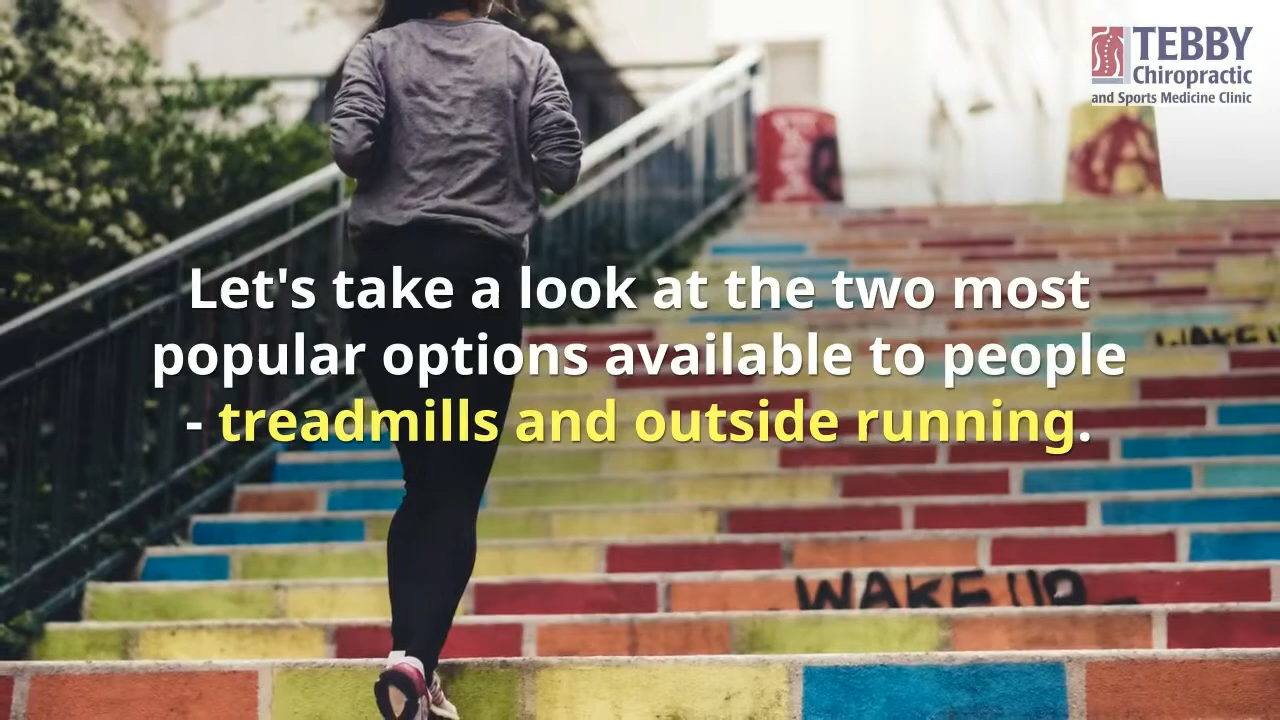 TEBBY
Chiropractic
and Sports Medicine Clinic
Let's take a look at the two most
popular options available to people
- treadmills and outside running.
WAKE UP